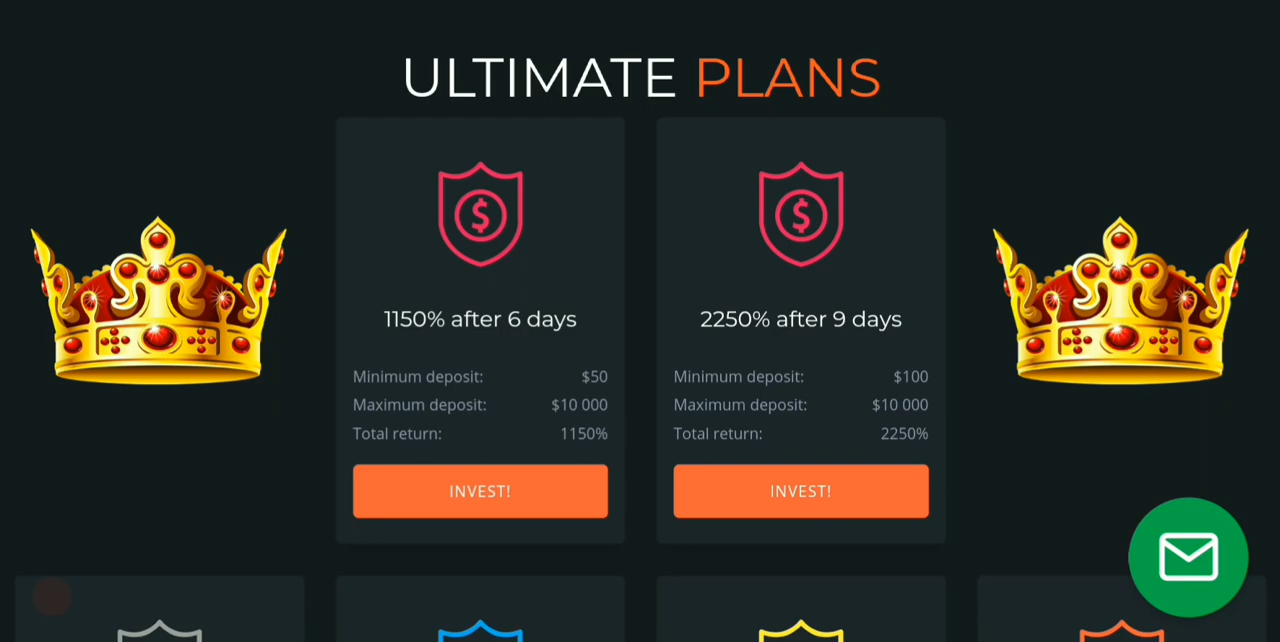 ULTIMATE PLANS
1150% after 6 days
Minimum deposit: $50
Maximum deposit: $10 000
Total return: 1150%
INVEST!
2250% after 9 days
Minimum deposit: $100
Maximum deposit: $10 000
Total return: 2250%
INVEST!